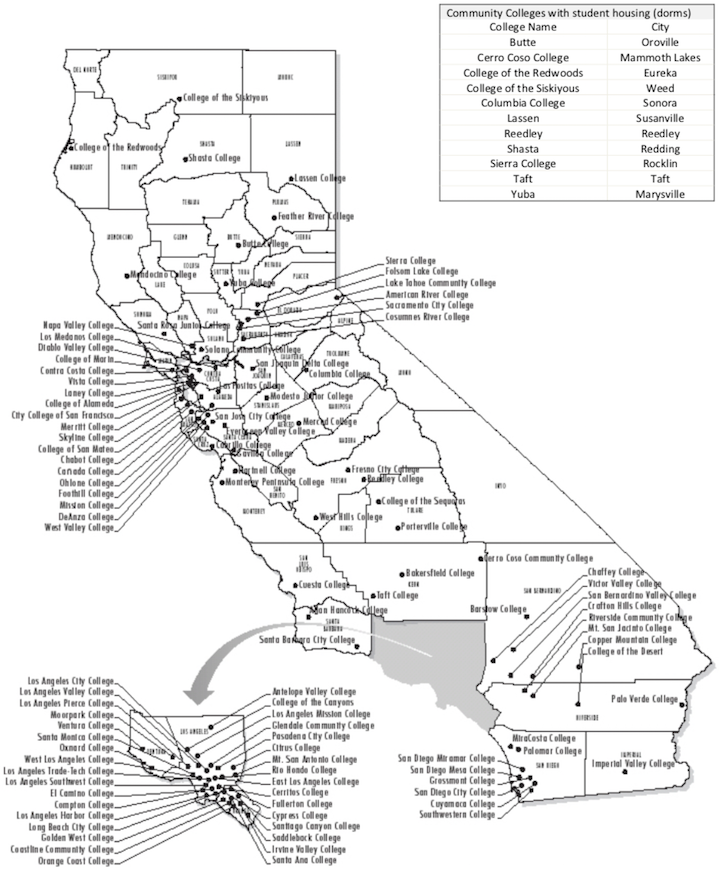 Community Colleges with student housing (dorms)
College Name City
Butte Oroville
Cerro Coso College Mammoth Lakes
College of the Redwoods Eureka
College of the Siskiyous Weed
Columbia College Sonora
Lassen Susanville
Reedley Reedley
Shasta Redding
Sierra College Rocklin
Taft Taft
Yuba Marysville
DEL NORTE
SISKIYOU
MODOC
College of the Siskiyous
College of the Redwoods
SHASTA
LASSEN
Shasta College
HUMBOLDT
TRINITY
Lassen College
TEHAMA
PLUMAS
Feather River College
MENDOCINO
GLENN
BUTTE
SIERRA
Butte College
COLUSA
NEVADA
Mendocino College
LAKE
SUTTER
YUBA
PLACER
Yuba College
Sierra College
Folsom Lake College
Lake Tahoe Community College
American River College
Sacramento City College
Cosumnes River College
SONOMA
NAPA
YOLO
EL DORADO
ALPINE
Santa Rosa Junior College
SOLANO
SACRAMENTO
Napa Valley College
Los Medanos College
Diablo Valley College
College of Marin
Contra Costa College
Vista College
Laney College
College of Alameda
City College of San Francisco
Merritt College
Skyline College
College of San Mateo
Chabot College
Cañada College
Ohlone College
Foothill College
Mission College
DeAnza College
West Valley College
Solano Community College
MARIN
CALAVERAS
TUOLUMNE
MONO
San Joaquin Delta College
CONTRA COSTA
SAN JOAQUIN
Columbia College
Las Positas College
ALAMEDA
STANISLAUS
Modesto Junior College
MARIPOSA
San Jose City College
Evergreen Valley College
MERCED
Merced College
SANTA CLARA
Cabrillo College
Gavilan College
MADERA
Hartnell College
Monterey Peninsula College
SAN BENITO
FRESNO
Fresno City College
Reedley College
INYO
MONTEREY
College of the Sequoias
TULARE
West Hills College
KINGS
Porterville College
SAN LUIS OBISPO
Cerro Coso Community College
Bakersfield College
KERN
Cuesta College
Taft College
Allan Hancock College
SANTA BARBARA
Santa Barbara City College
Barstow College
SAN BERNARDINO
Chaffey College
Victor Valley College
San Bernardino Valley College
Crafton Hills College
Riverside Community College
Mt. San Jacinto College
Copper Mountain College
College of the Desert
Palo Verde College
RIVERSIDE
MiraCosta College
Palomar College
SAN DIEGO
IMPERIAL
Imperial Valley College
San Diego Miramar College
San Diego Mesa College
Grossmont College
San Diego City College
Cuyamaca College
Southwestern College
Los Angeles City College
Los Angeles Valley College
Los Angeles Pierce College
Moorpark College
Ventura College
Santa Monica College
Oxnard College
West Los Angeles College
Los Angeles Trade-Tech College
Los Angeles Southwest College
El Camino College
Compton College
Los Angeles Harbor College
Long Beach City College
Golden West College
Coastline Community College
Orange Coast College
LOS ANGELES
VENTURA
Antelope Valley College
College of the Canyons
Los Angeles Mission College
Glendale Community College
Pasadena City College
Citrus College
Mt. San Antonio College
Rio Hondo College
East Los Angeles College
Cerritos College
Fullerton College
Cypress College
Santiago Canyon College
Saddleback College
Irvine Valley College
Santa Ana College